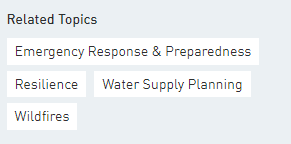 Related Topics
Emergency Response & Preparedness
Resilience Water Supply Planning
Wildfires